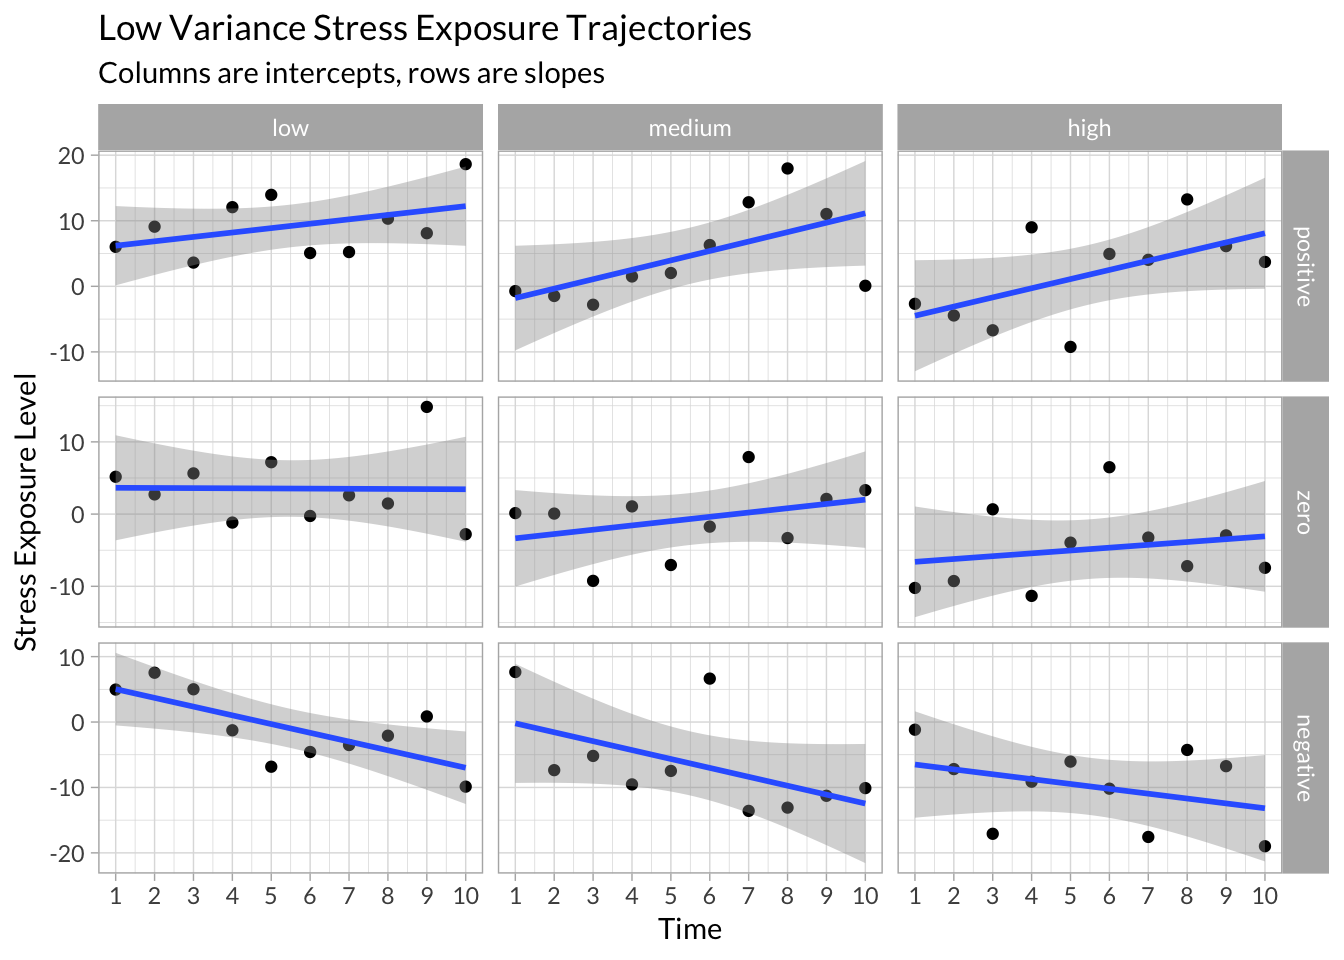 Low Variance Stress Exposure Trajectories
Columns are intercepts, rows are slopes
low medium high
20
10
0
-10
positive
10
0
-10
zero
10
0
-10
-20
negative
Stress Exposure Level
1 2 3 4 5 6 7 8 9 10 1 2 3 4 5 6 7 8 9 10 1 2 3 4 5 6 7 8 9 10
Time